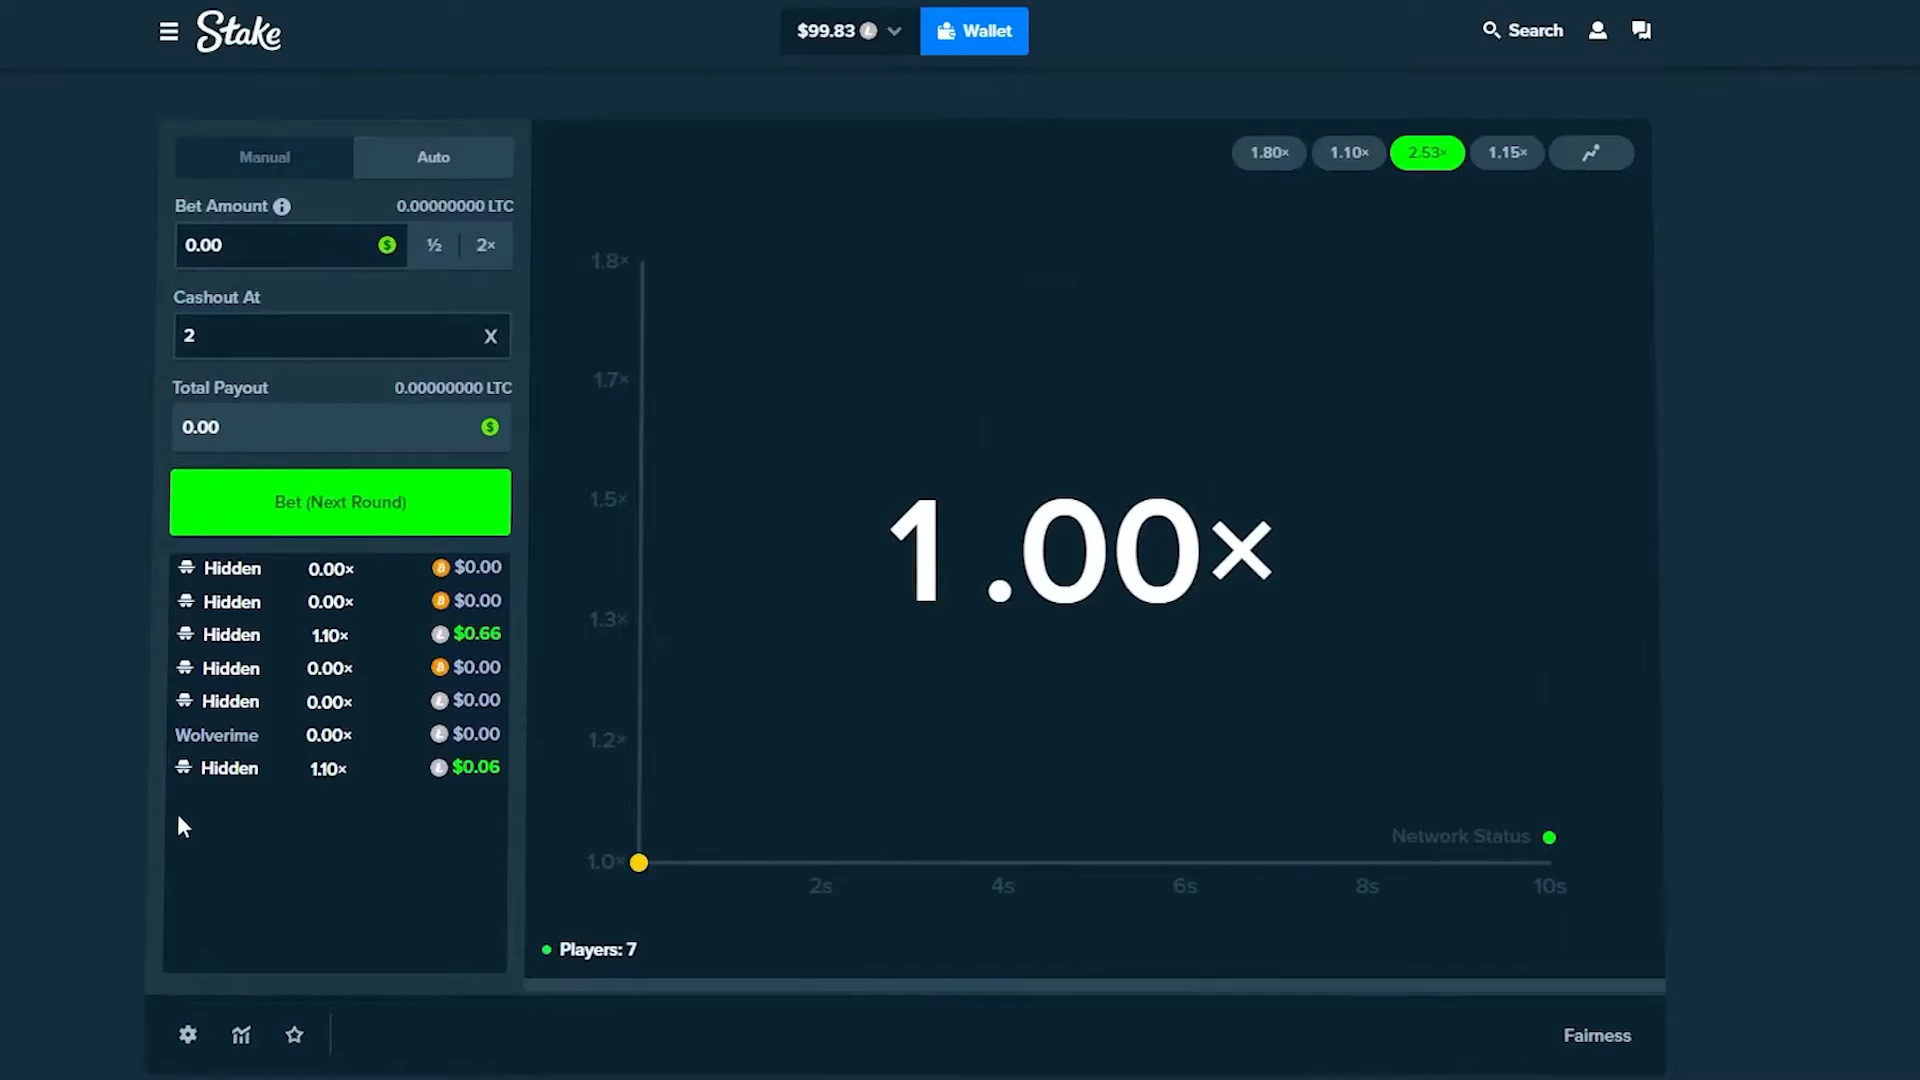 Stake
$99.83
Wallet
Search
Manual
Auto
1.80×
1.10×
2.53×
1.15×
Bet Amount
0.00000000 LTC
0.00
½
2×
Cashout At
2
X
Total Payout
0.00000000 LTC
0.00
Bet (Next Round)
Hidden 0.00× $0.00
Hidden 0.00× $0.00
Hidden 1.10× $0.66
Hidden 0.00× $0.00
Hidden 0.00× $0.00
Wolverime 0.00× $0.00
Hidden 1.10× $0.06
1.8×
1.7×
1.5×
1.3×
1.2×
1.0×
1.00×
Network Status
2s 4s 6s 8s 10s
Players: 7
Fairness